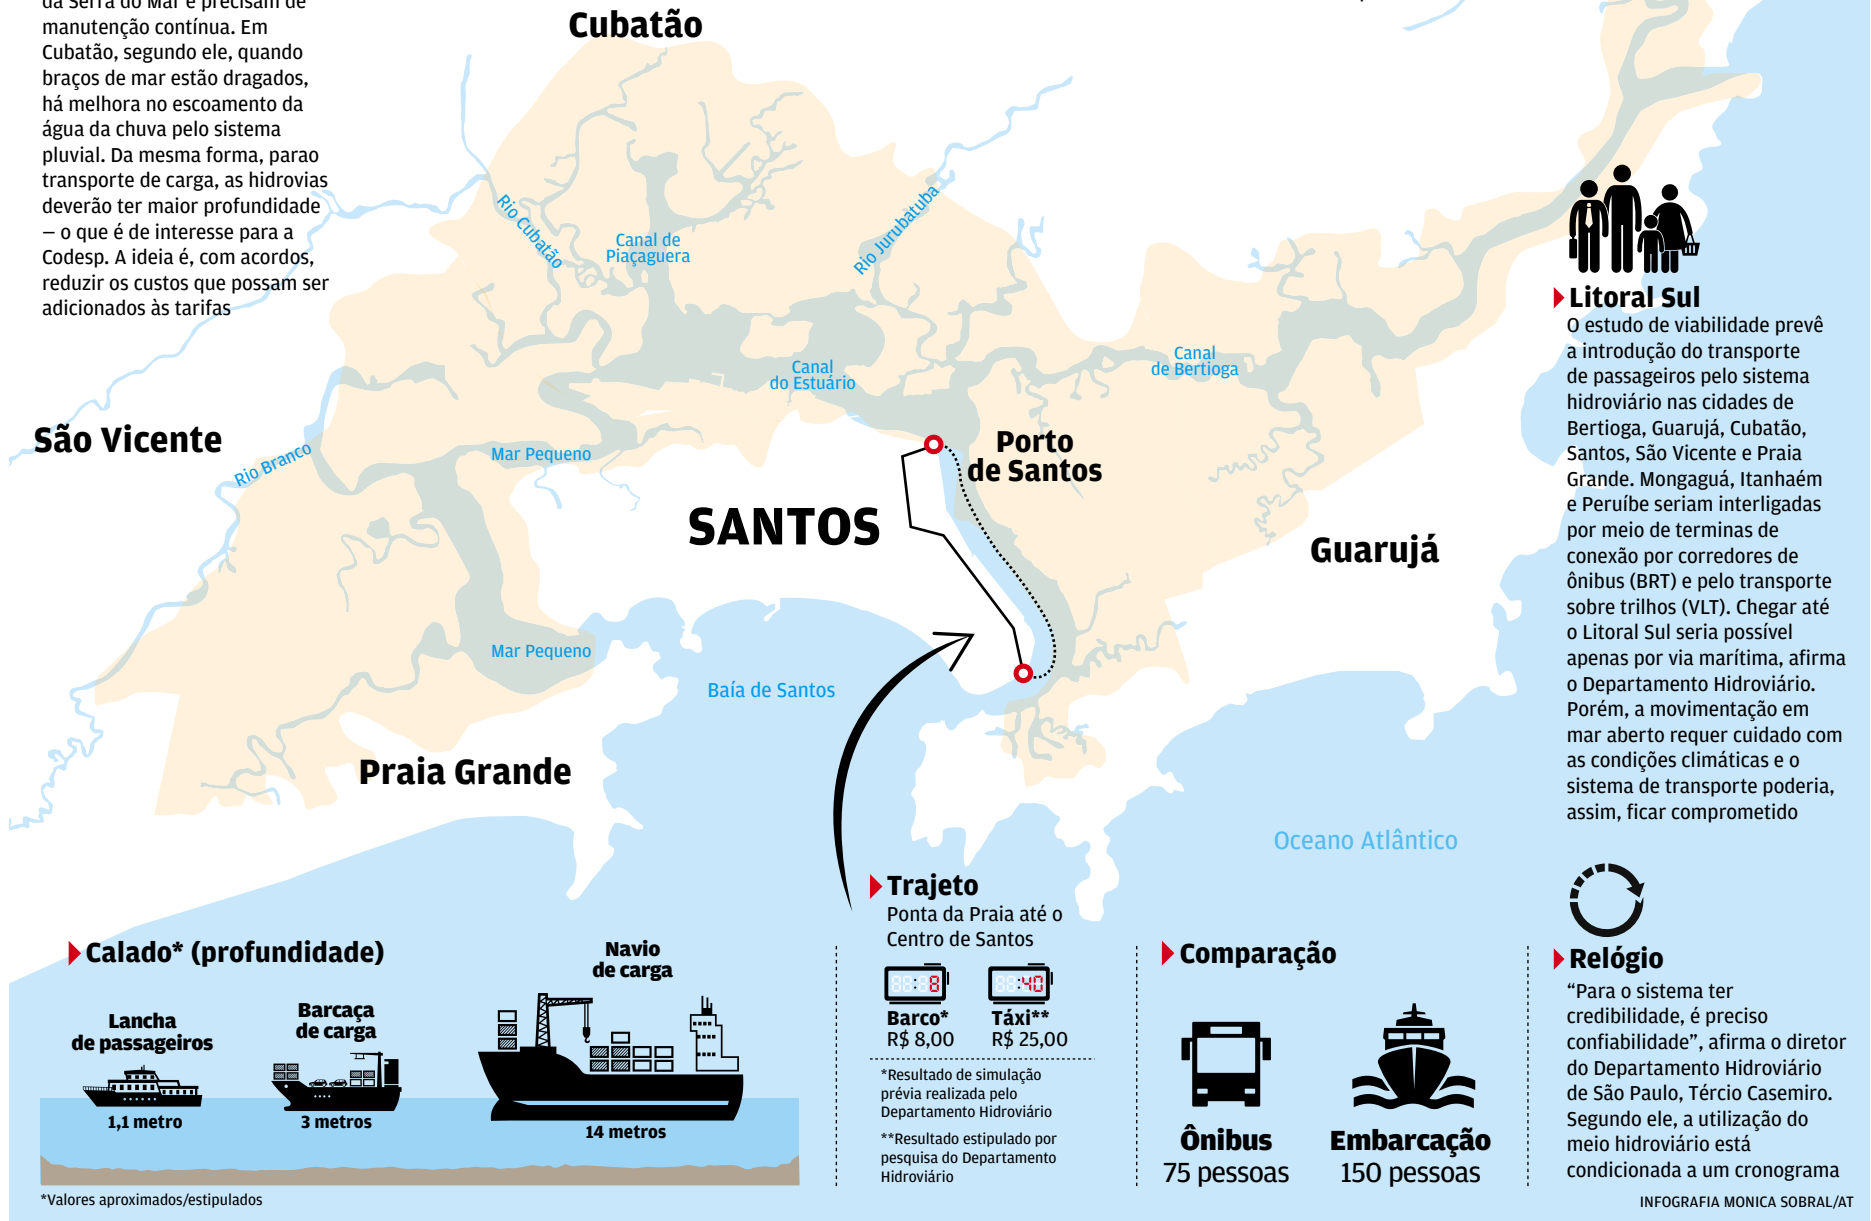 da Serra do Mar e precisam de
manutenção contínua. Em
Cubatão, segundo ele, quando
braços de mar estão dragados,
há melhora no escoamento da
água da chuva pelo sistema
pluvial. Da mesma forma, parao
transporte de carga, as hidrovias
deverão ter maior profundidade
– o que é de interesse para a
Codesp. A ideia é, com acordos,
reduzir os custos que possam ser
adicionados às tarifas
Cubatão
Rio Cubatão
Canal de
Piaçaguera
Rio Jurubatuba
Canal
do Estuário
Canal
de Bertioga
São Vicente
Rio Branco
Mar Pequeno
Porto
de Santos
SANTOS
Guarujá
Mar Pequeno
Baía de Santos
Praia Grande
Oceano Atlântico
Litoral Sul
O estudo de viabilidade prevê
a introdução do transporte
de passageiros pelo sistema
hidroviário nas cidades de
Bertioga, Guarujá, Cubatão,
Santos, São Vicente e Praia
Grande. Mongaguá, Itanhaém
e Peruíbe seriam interligadas
por meio de terminas de
conexão por corredores de
ônibus (BRT) e pelo transporte
sobre trilhos (VLT). Chegar até
o Litoral Sul seria possível
apenas por via marítima, afirma
o Departamento Hidroviário.
Porém, a movimentação em
mar aberto requer cuidado com
as condições climáticas e o
sistema de transporte poderia,
assim, ficar comprometido
Calado* (profundidade)
Lancha
de passageiros
1,1 metro
Barcaça
de carga
3 metros
Navio
de carga
14 metros
*Valores aproximados/estipulados
Trajeto
Ponta da Praia até o
Centro de Santos
:8
:40
Barco*
R$ 8,00
Táxi**
R$ 25,00
*Resultado de simulação
prévia realizada pelo
Departamento Hidroviário
**Resultado estipulado por
pesquisa do Departamento
Hidroviário
Comparação
Ônibus
75 pessoas
Embarcação
150 pessoas
Relógio
“Para o sistema ter
credibilidade, é preciso
confiabilidade”, afirma o diretor
do Departamento Hidroviário
de São Paulo, Tércio Casemiro.
Segundo ele, a utilização do
meio hidroviário está
condicionada a um cronograma
INFOGRAFIA MONICA SOBRAL/AT